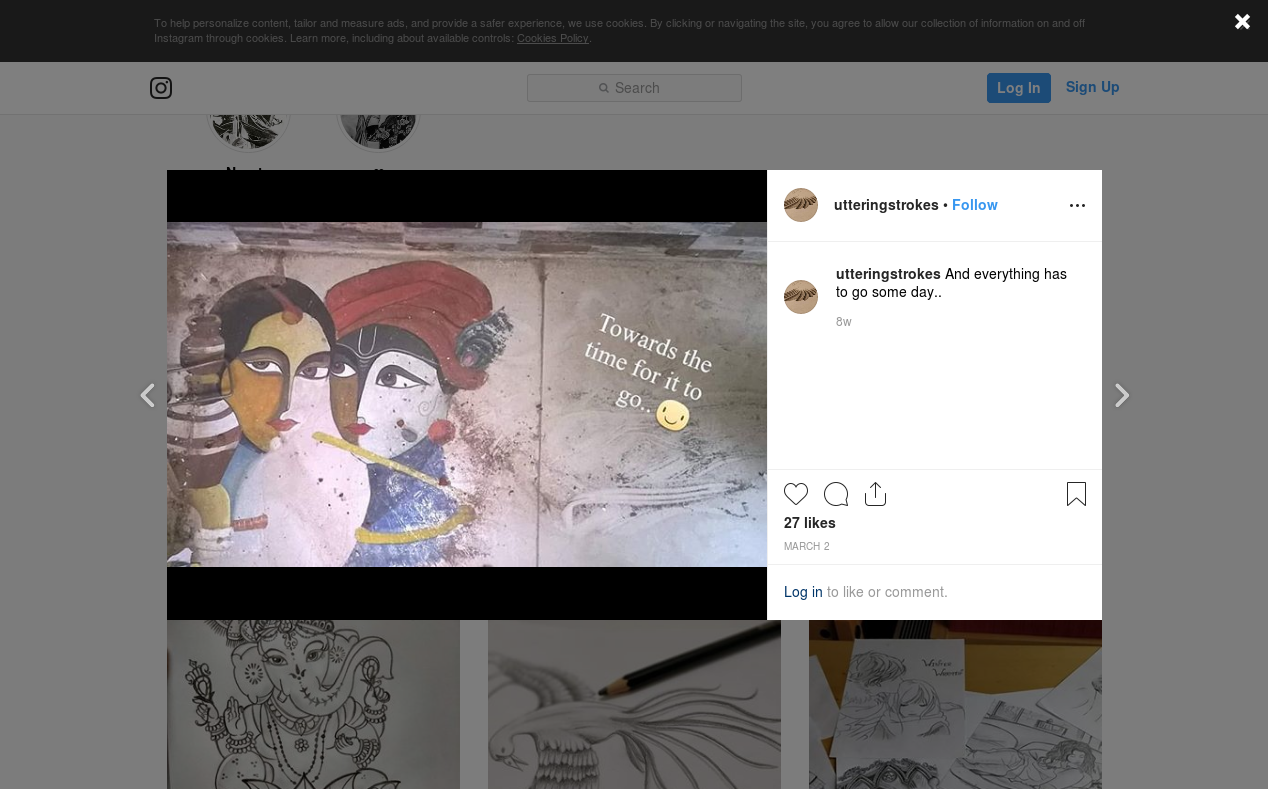 To help personalize content, tailor and measure ads, and provide a safer experience, we use cookies. By clicking or navigating the site, you agree to allow our collection of information on and off
Instagram through cookies. Learn more, including about available controls: Cookies Policy.
Search
Log In
Sign Up
utteringstrokes • Follow
Towards the
time for it to
go..
utteringstrokes And everything has
to go some day..
8w
27 likes
MARCH 2
Log in to like or comment.